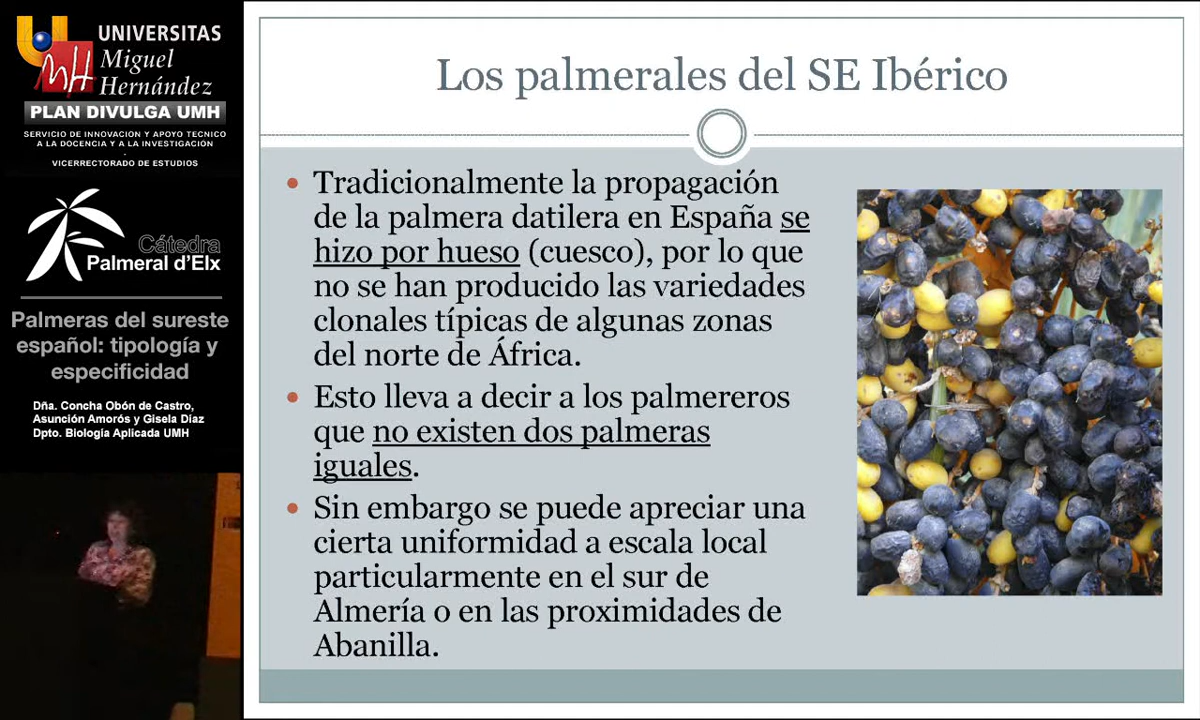 UNIVERSITAS
Miguel
Hernández
PLAN DIVULGA UMH
SERVICIO DE INNOVACION Y APOYO TECNICO
A LA DOCENCIA Y A LA INVESTIGACION
-
VICERRECTORADO DE ESTUDIOS
Cátedra
Palmeral d'Elx
Palmeras del sureste
español: tipología y
especificidad
Dña. Concha Obón de Castro,
Asunción Amorós y Gisela Díaz
Dpto. Biología Aplicada UMH
Los palmerales del SE Ibérico
• Tradicionalmente la propagación
de la palmera datilera en España se
hizo por hueso (cuesco), por lo que
no se han producido las variedades
clonales típicas de algunas zonas
del norte de África.
• Esto lleva a decir a los palmereros
que no existen dos palmeras
iguales.
• Sin embargo se puede apreciar una
cierta uniformidad a escala local
particularmente en el sur de
Almería o en las proximidades de
Abanilla.